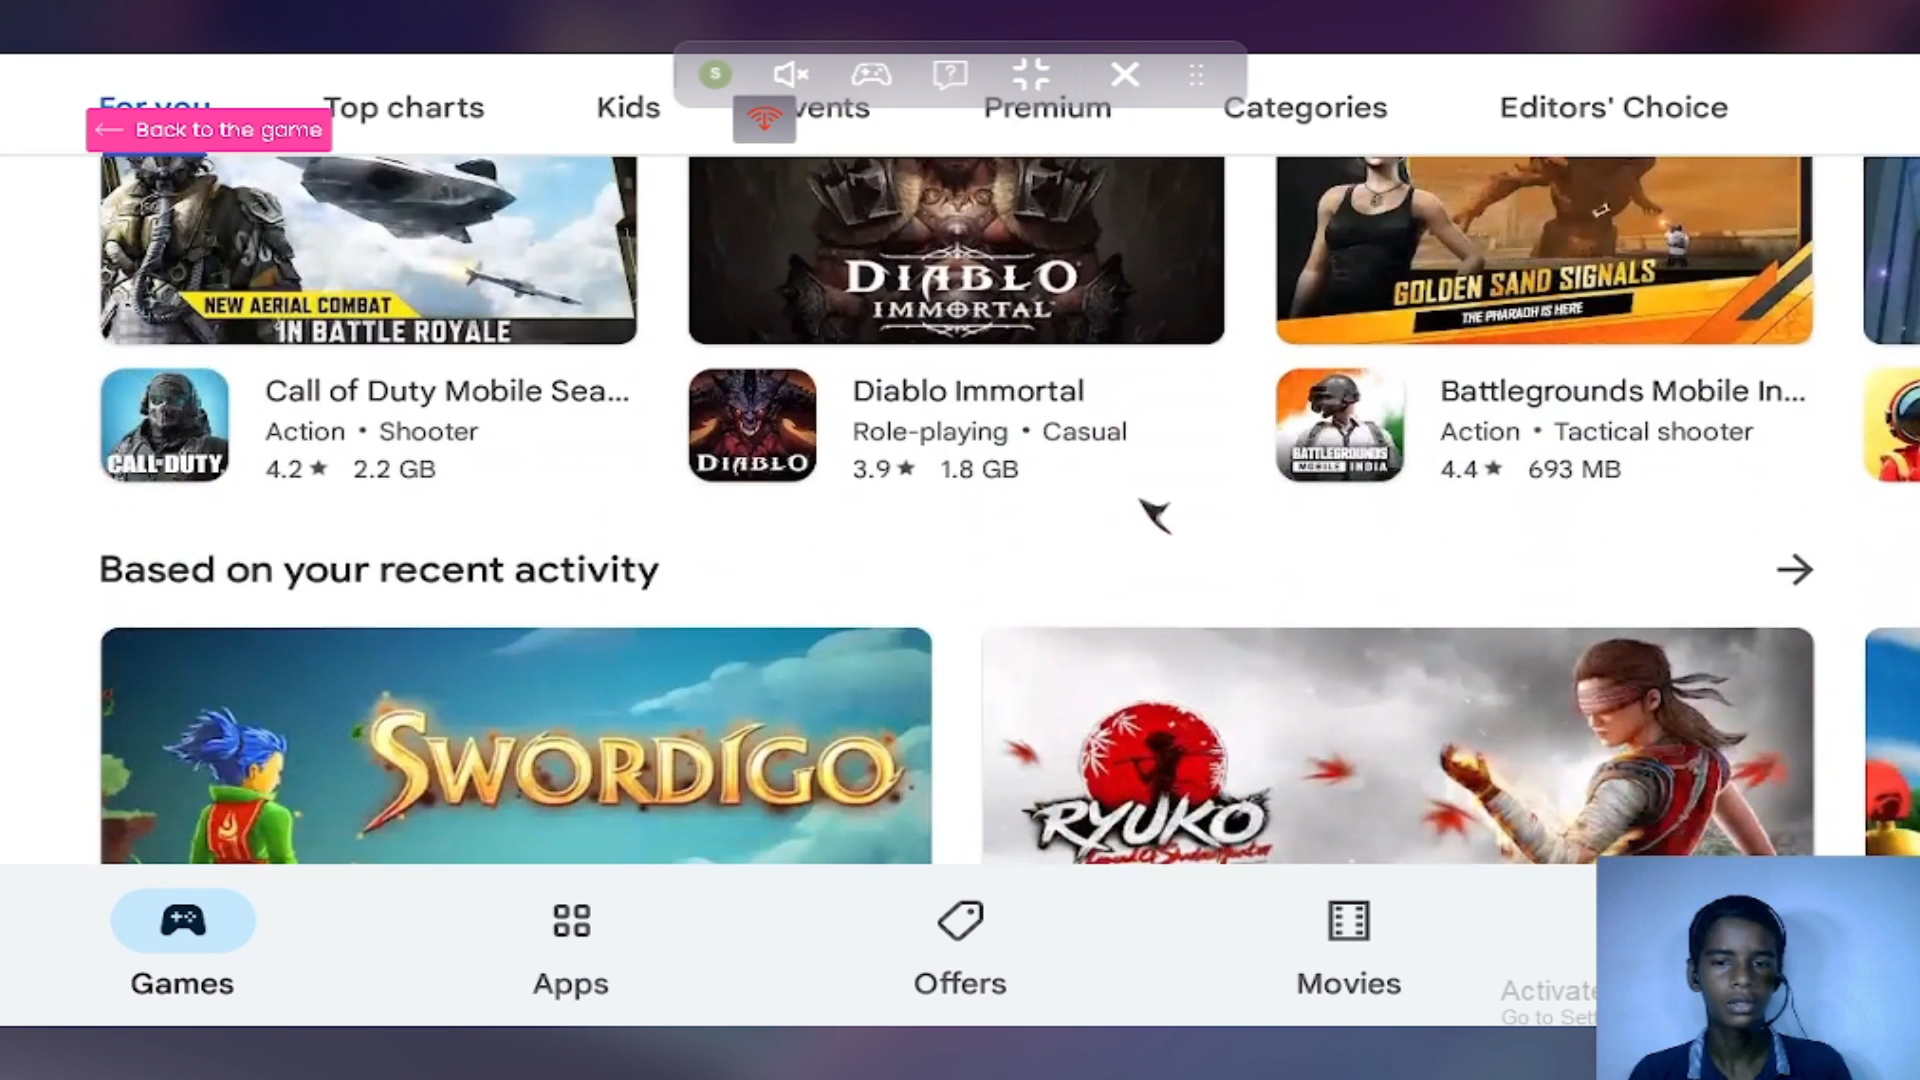 S
For you
Top charts
Kids
vents
Premium
Categories
Editors' Choice
Back to the game
NEW AERIAL COMBAT
IN BATTLE ROYALE
DIABLO
IMMORTAL
GOLDEN SAND SIGNALS
THE PHARAOH IS HERE
CALL OF DUTY
Call of Duty Mobile Sea...
Action • Shooter
4.2★ 2.2 GB
DIABLO
Diablo Immortal
Role-playing • Casual
3.9★ 1.8 GB
BATTLEGROUNDS
MOBILE INDIA
Battlegrounds Mobile In...
Action • Tactical shooter
4.4★ 693 MB
Based on your recent activity
SWORDIGO
RYUKO
Games
Apps
Offers
Movies
Activate
Go to Sett